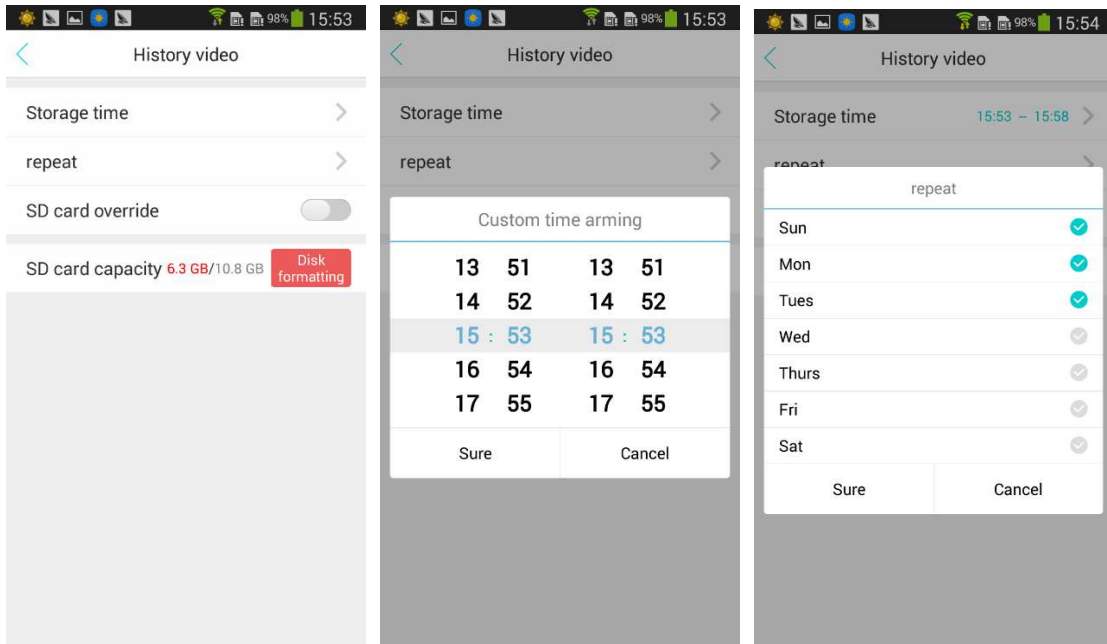 98% 15:53
History video
Storage time
repeat
SD card override
SD card capacity 6.3 GB/10.8 GB
Disk
formatting
98% 15:53
History video
Storage time
repeat
Custom time arming
13 51 13 51
14 52 14 52
15 : 53 15 : 53
16 54 16 54
17 55 17 55
Sure Cancel
98% 15:54
History video
Storage time 15:53 – 15:58
repeat
repeat
Sun
Mon
Tues
Wed
Thurs
Fri
Sat
Sure Cancel